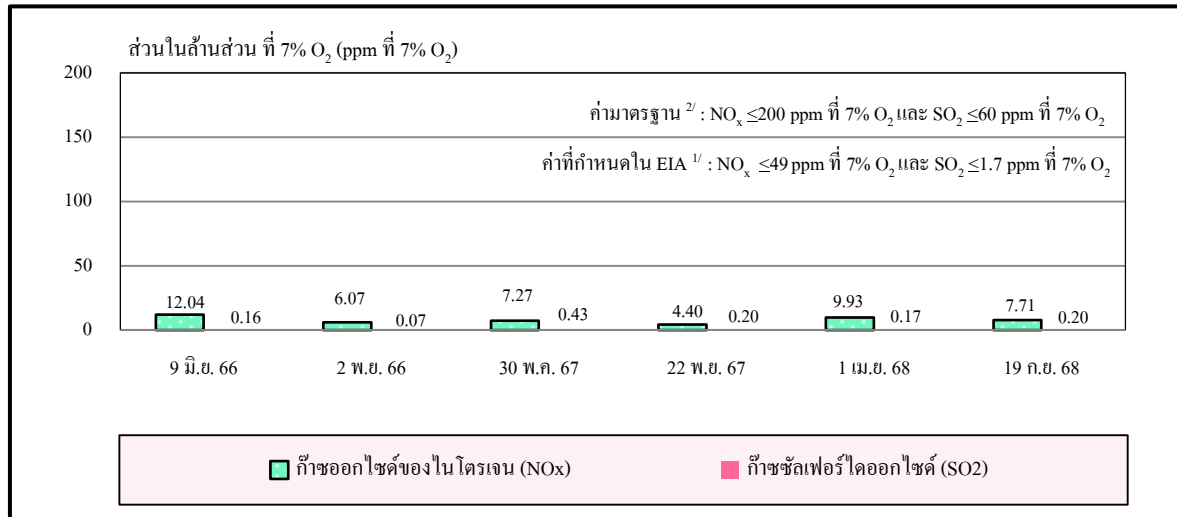 ส่วนในล้านส่วน ที่ 7% O2 (ppm ที่ 7% O2)
200
ค่ามาตรฐาน 2/ : NOx ≤200 ppm ที่ 7% O2 และ SO2 ≤60 ppm ที่ 7% O2
150
ค่าที่กำหนดใน EIA 1/ : NOx ≤49 ppm ที่ 7% O2 และ SO2 ≤1.7 ppm ที่ 7% O2
100
50
12.04 0.16 6.07 0.07 7.27 0.43 4.40 0.20 9.93 0.17 7.71 0.20
0
9 มิ.ย. 66 2 พ.ย. 66 30 พ.ค. 67 22 พ.ย. 67 1 เม.ย. 68 19 ก.ย. 68
ก๊าซออกไซด์ของไนโตรเจน (NOx) ก๊าซซัลเฟอร์ไดออกไซด์ (SO2)